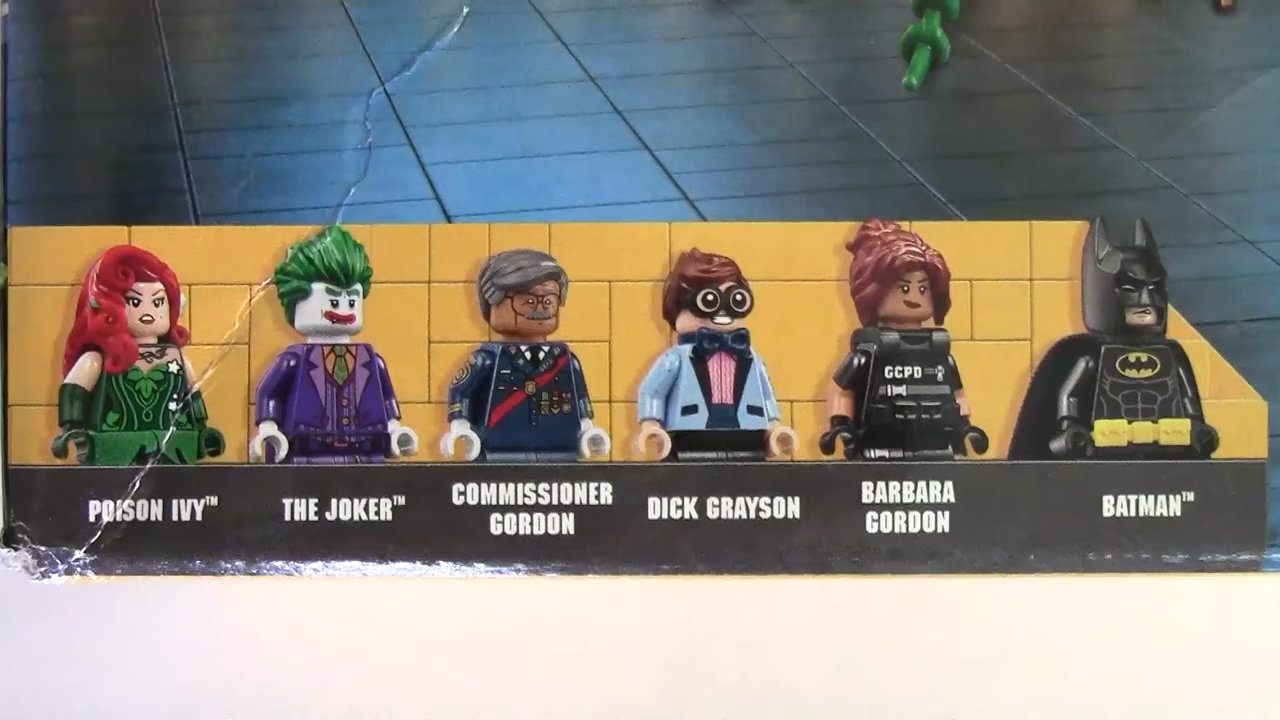 GCPD
POISON IVY™
THE JOKER™
COMMISSIONER
GORDON
DICK GRAYSON
BARBARA
GORDON
BATMAN™